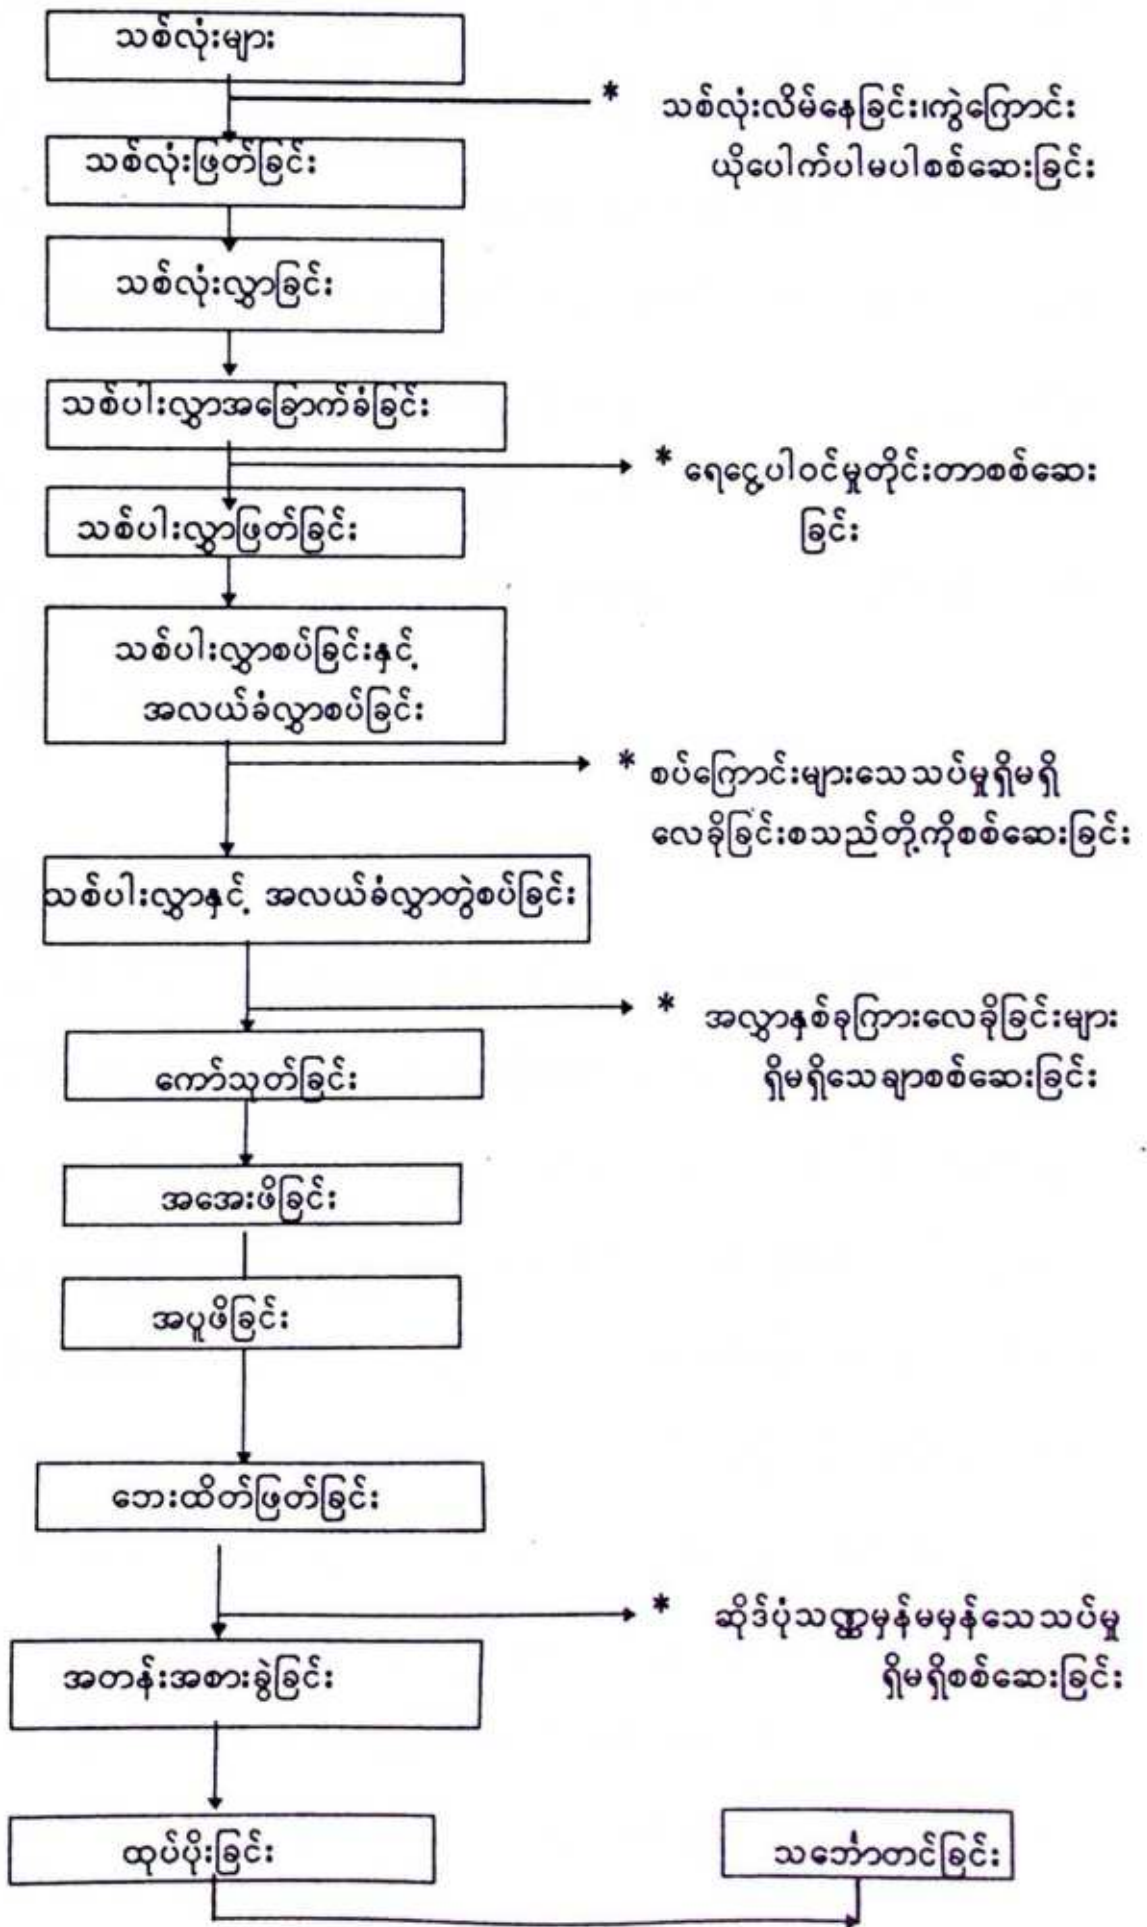 သစ်လုံးများ
* သစ်လုံးလိမ်နေခြင်း၊ကွဲကြောင်း
ယိုပေါက်ပါမပါစစ်ဆေးခြင်း
သစ်လုံးဖြတ်ခြင်း
သစ်လုံးလွှာခြင်း
သစ်ပါးလွှာအခြောက်ခံခြင်း
* ရေငွေ့ပါဝင်မှုတိုင်းတာစစ်ဆေး
ခြင်း
သစ်ပါးလွှာဖြတ်ခြင်း
သစ်ပါးလွှာစပ်ခြင်းနှင့်
အလယ်ခံလွှာစပ်ခြင်း
* စပ်ကြောင်းများသေသပ်မှုရှိမရှိ
လေခိုခြင်းစသည်တို့ကိုစစ်ဆေးခြင်း
သစ်ပါးလွှာနှင့် အလယ်ခံလွှာတွဲစပ်ခြင်း
* အလွှာနှစ်ခုကြားလေခိုခြင်းများ
ရှိမရှိသေချာစစ်ဆေးခြင်း
ကော်သုတ်ခြင်း
အအေးဖိခြင်း
အပူဖိခြင်း
ဘေးထိတ်ဖြတ်ခြင်း
* ဆိုဒ်ပုံသဏ္ဍာမှန်မမှန်သေသပ်မှု
ရှိမရှိစစ်ဆေးခြင်း
အတန်းအစားခွဲခြင်း
ထုပ်ပိုးခြင်း
သင်္ဘောတင်ခြင်း